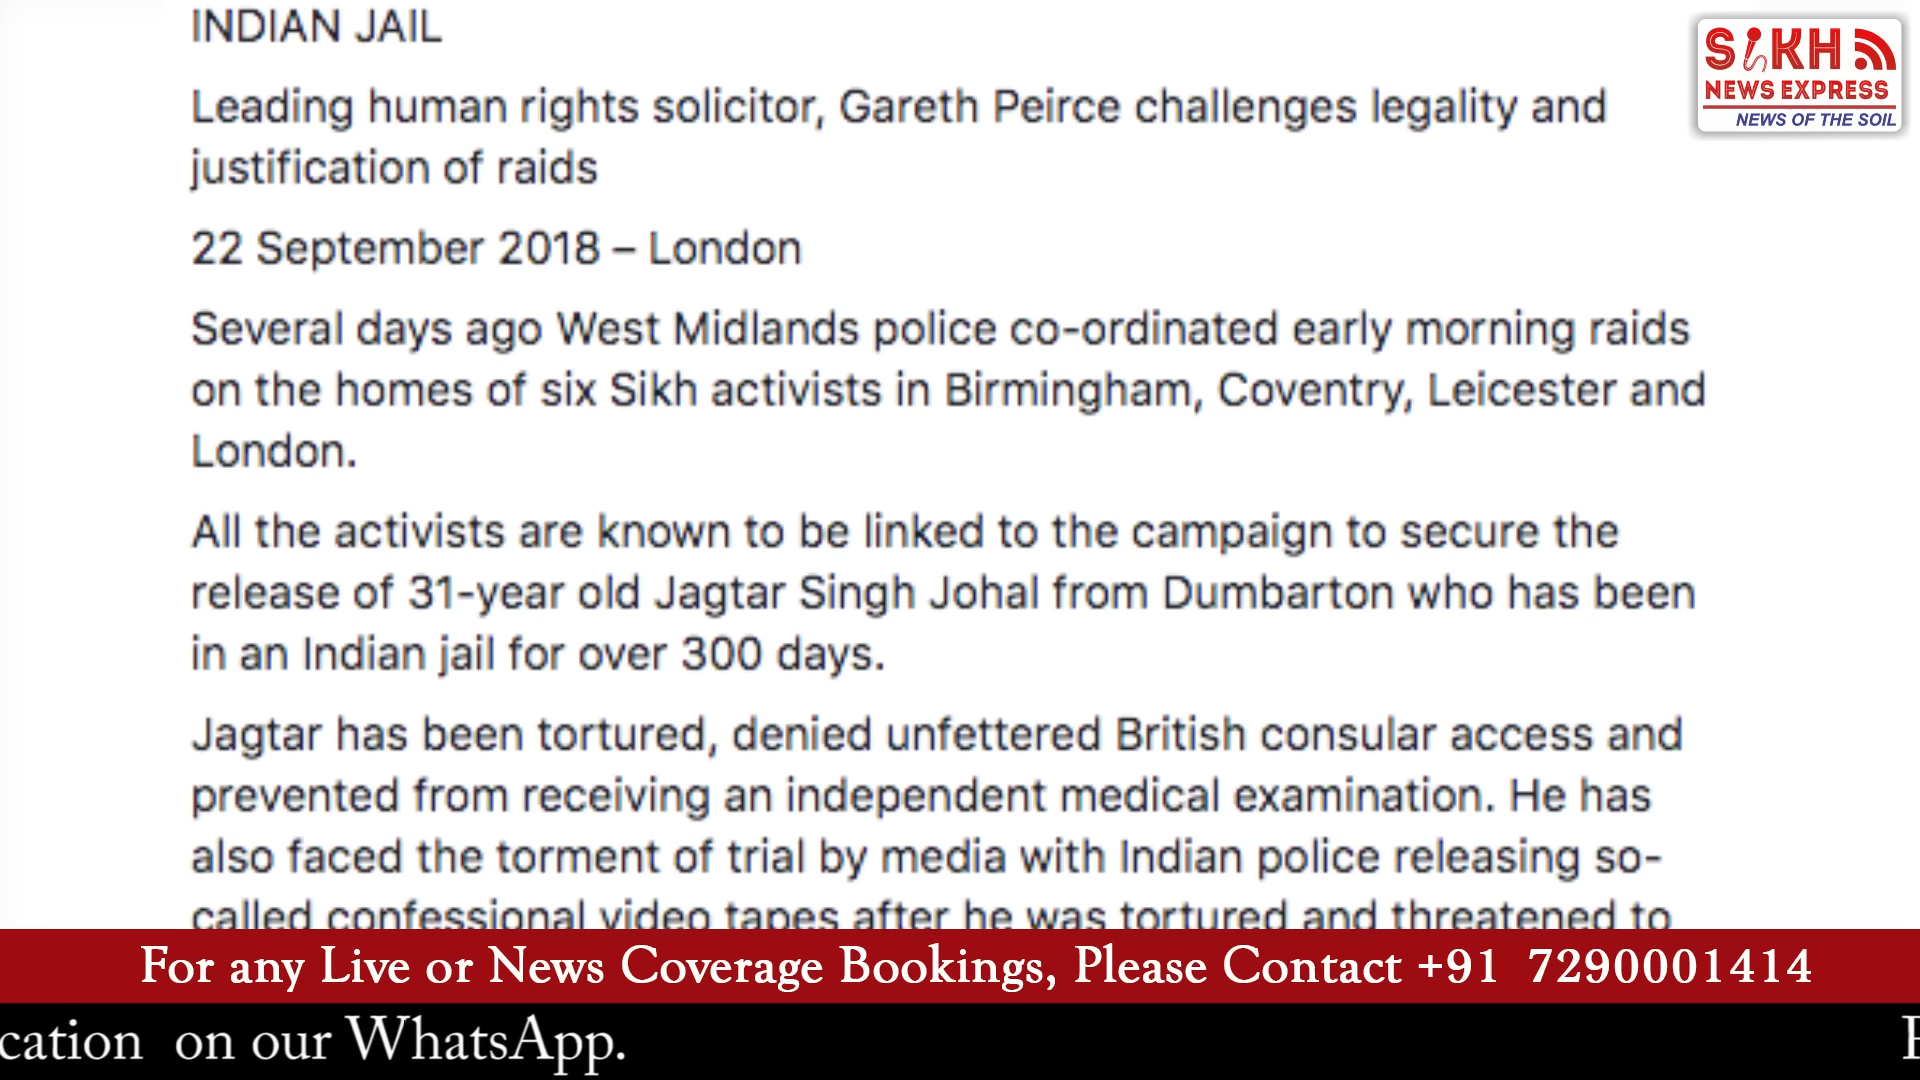 INDIAN JAIL
Leading human rights solicitor, Gareth Peirce challenges legality and
justification of raids
22 September 2018 – London
Several days ago West Midlands police co-ordinated early morning raids
on the homes of six Sikh activists in Birmingham, Coventry, Leicester and
London.
All the activists are known to be linked to the campaign to secure the
release of 31-year old Jagtar Singh Johal from Dumbarton who has been
in an Indian jail for over 300 days.
Jagtar has been tortured, denied unfettered British consular access and
prevented from receiving an independent medical examination. He has
also faced the torment of trial by media with Indian police releasing so-
called confessional video tapes after he was tortured and threatened to
SIKH
NEWS EXPRESS
NEWS OF THE SOIL
For any Live or News Coverage Bookings, Please Contact +91 7290001414
cation on our WhatsApp.